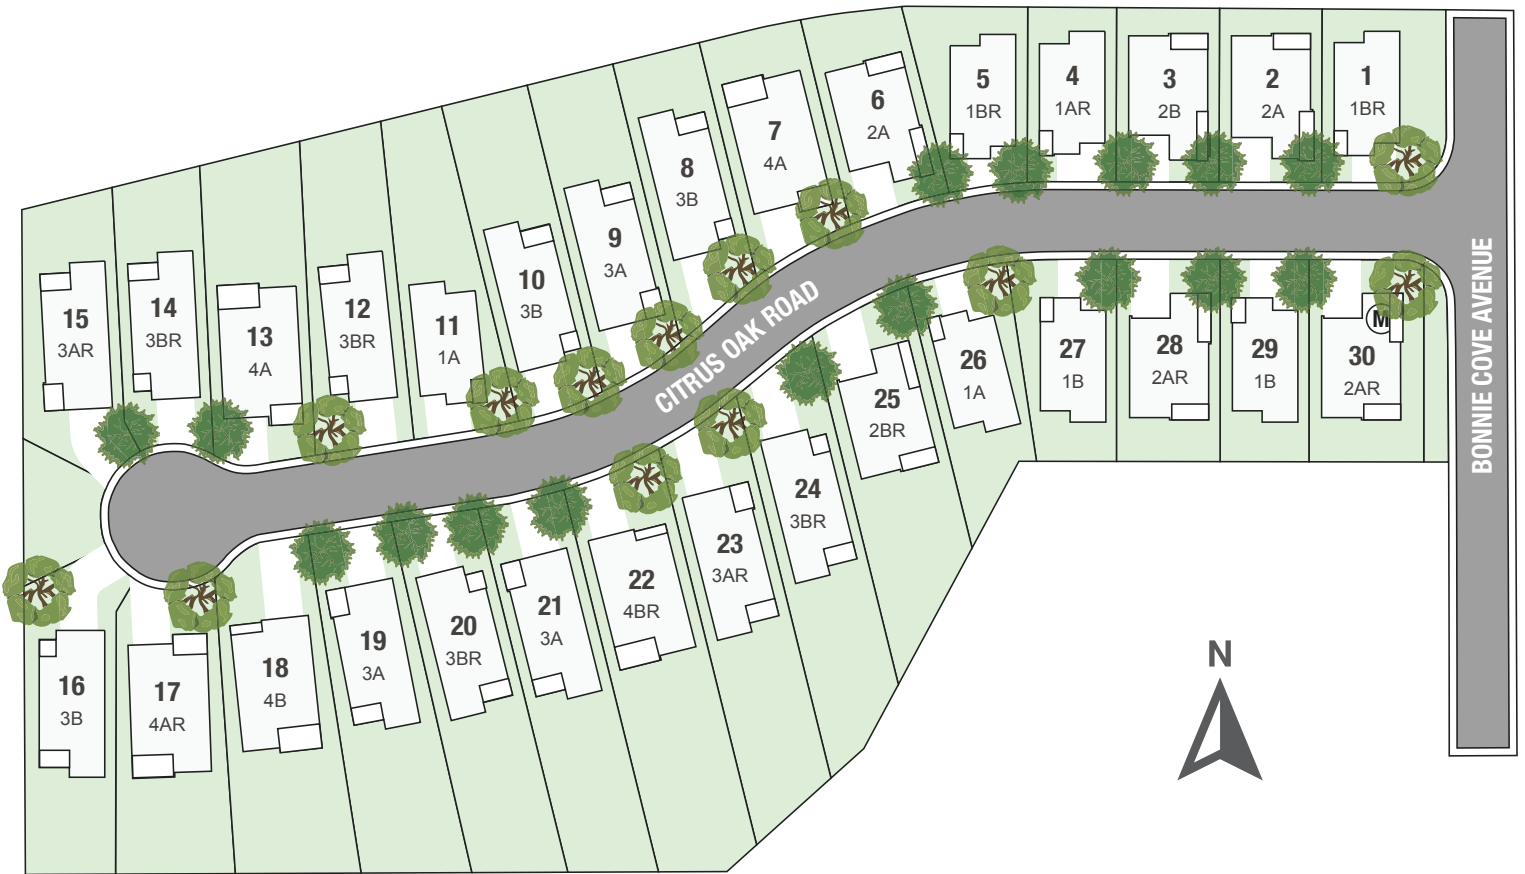 5
1BR
4
1AR
3
2B
2
2A
1
1BR
6
2A
7
4A
8
3B
9
3A
10
3B
11
1A
12
3BR
13
4A
14
3BR
15
3AR
CITRUS OAK ROAD
BONNIE COVE AVENUE
27
1B
28
2AR
29
1B
M
30
2AR
26
1A
25
2BR
24
3BR
23
3AR
22
4BR
21
3A
20
3BR
19
3A
18
4B
17
4AR
16
3B
N